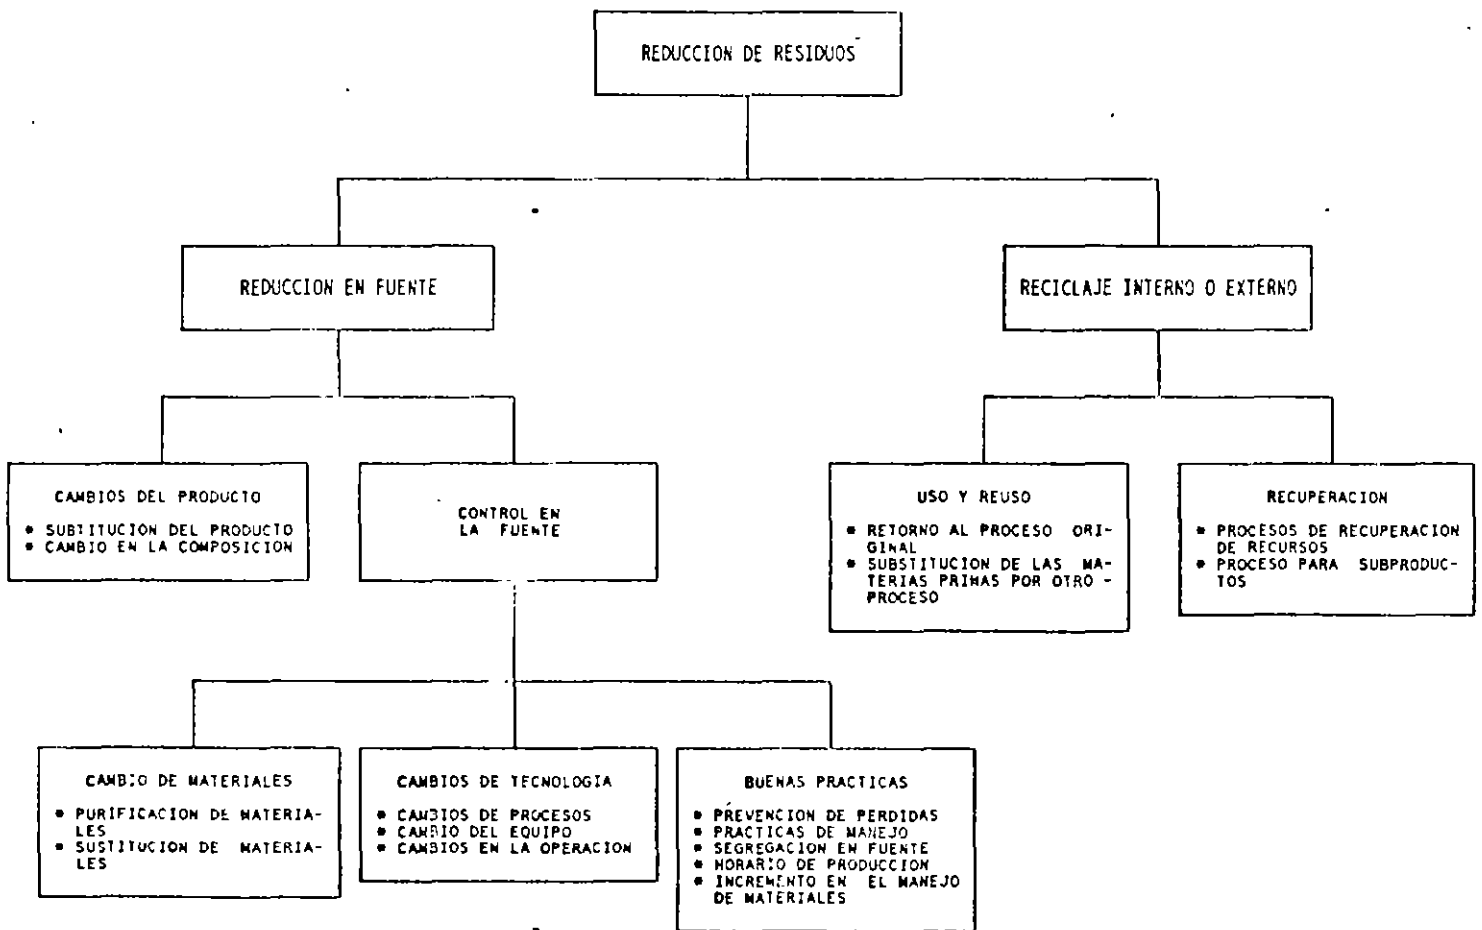 REDUCCION DE RESIDUOS
REDUCCION EN FUENTE
RECICLAJE INTERNO O EXTERNO
CAMBIOS DEL PRODUCTO
• SUBTITUCION DEL PRODUCTO
• CAMBIO EN LA COMPOSICION
CONTROL EN
LA FUENTE
USO Y REUSO
• RETORNO AL PROCESO ORI-
GINAL
• SUBSTITUCION DE LAS MA-
TERIAS PRIMAS POR OTRO -
PROCESO
RECUPERACION
• PROCESOS DE RECUPERACION
DE RECURSOS
• PROCESO PARA SUBPRODUC-
TOS
CAMBIO DE MATERIALES
• PURIFICACION DE MATERIA-
LES
• SUSTITUCION DE MATERIA-
LES
CAMBIOS DE TECNOLOGIA
• CAMBIOS DE PROCESOS
• CAMBIO DEL EQUIPO
• CAMBIOS EN LA OPERACION
BUENAS PRACTICAS
• PREVENCION DE PERDIDAS
• PRACTICAS DE MANEJO
• SEGREGACION EN FUENTE
• HORARIO DE PRODUCCION
• INCREMENTO EN EL MANEJO
DE MATERIALES